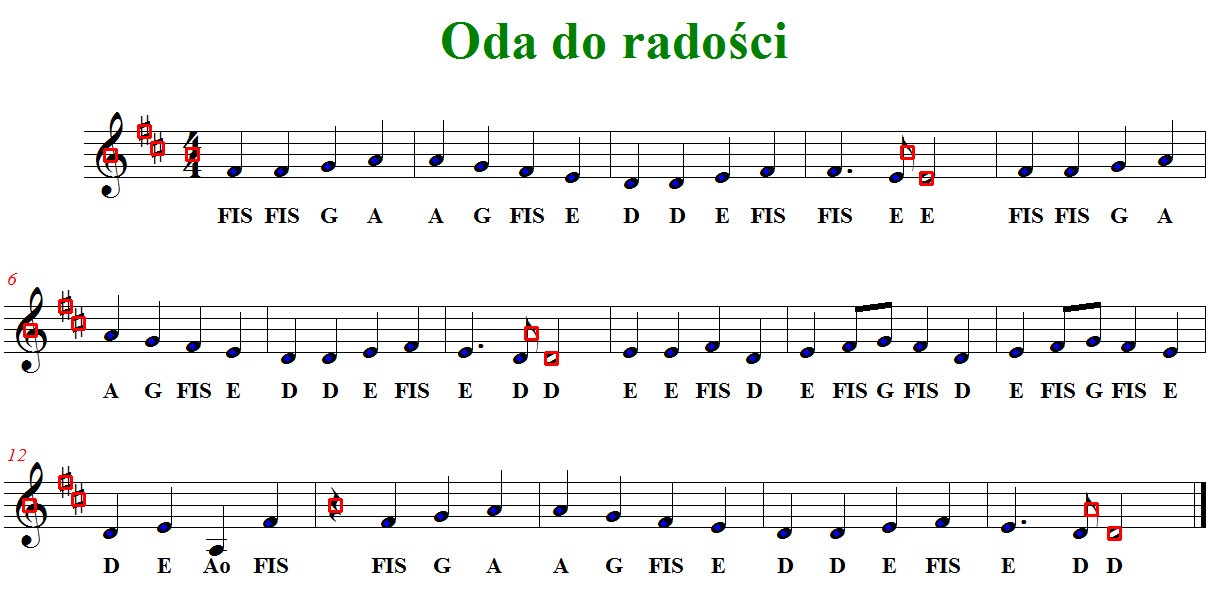 Oda do radości
4
4
FIS FIS G A A G FIS E D D E FIS FIS E E FIS FIS G A
6
A G FIS E D D E FIS E D D E E FIS D E FIS G FIS D E FIS G FIS E
12
D E Ao FIS FIS G A A G FIS E D D E FIS E D D